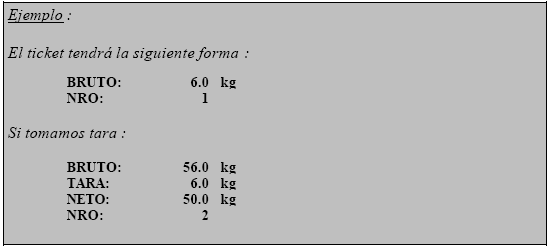 Ejemplo :
El ticket tendrá la siguiente forma :
BRUTO: 6.0 kg
NRO: 1
Si tomamos tara :
BRUTO: 56.0 kg
TARA: 6.0 kg
NETO: 50.0 kg
NRO: 2